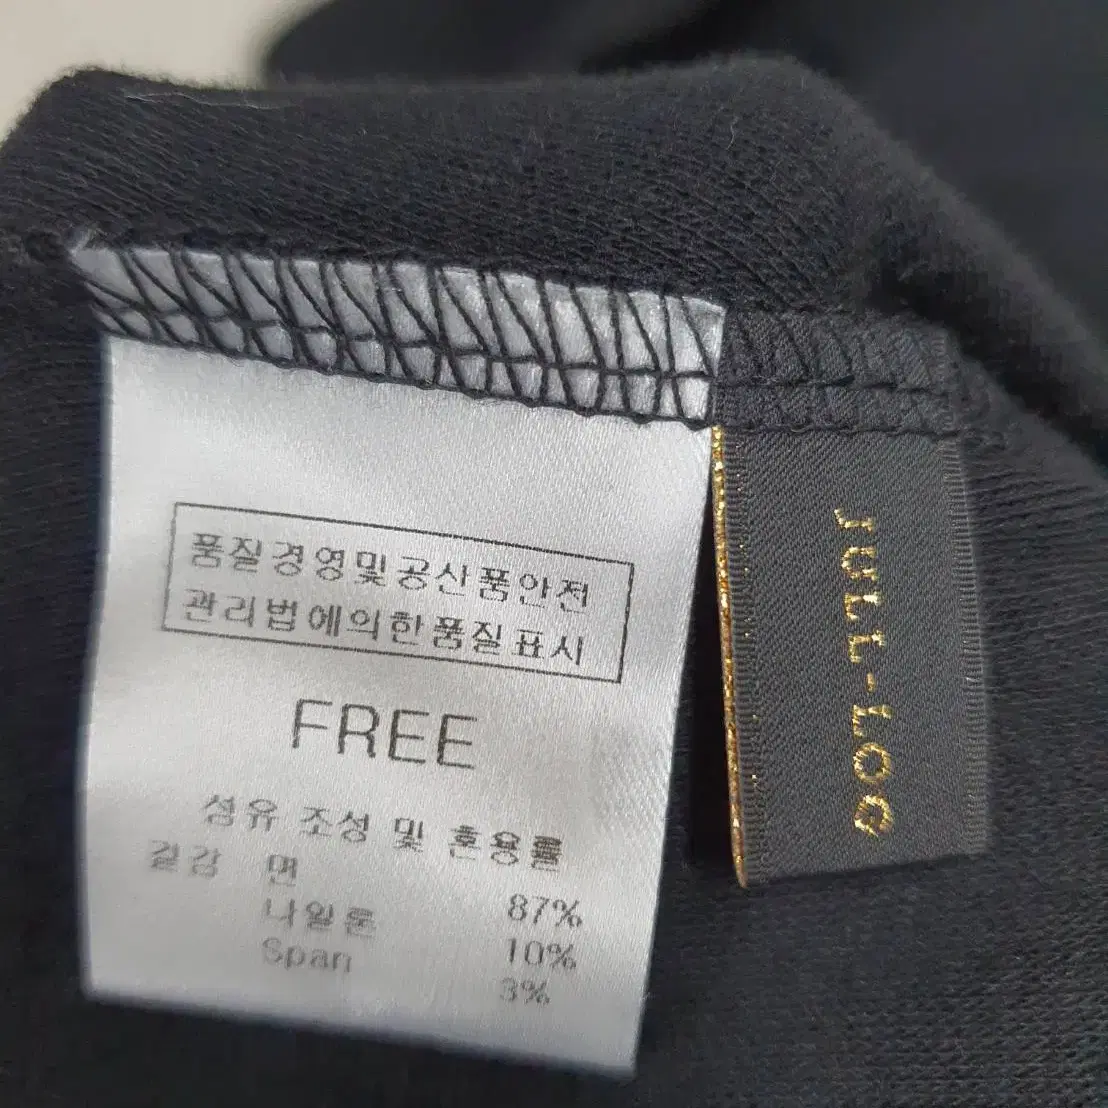 품질경영및공산품안전
관리법에의한품질표시
FREE
섬유 조성 및 혼용률
겉감 면 87%
나일론 10%
Span 3%
JULL-LOG